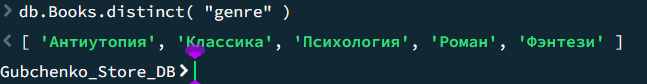 > db.Books.distinct( "genre" )
< [ 'Антиутопия', 'Классика', 'Психология', 'Роман', 'Фэнтези' ]
Gubchenko_Store_DB>